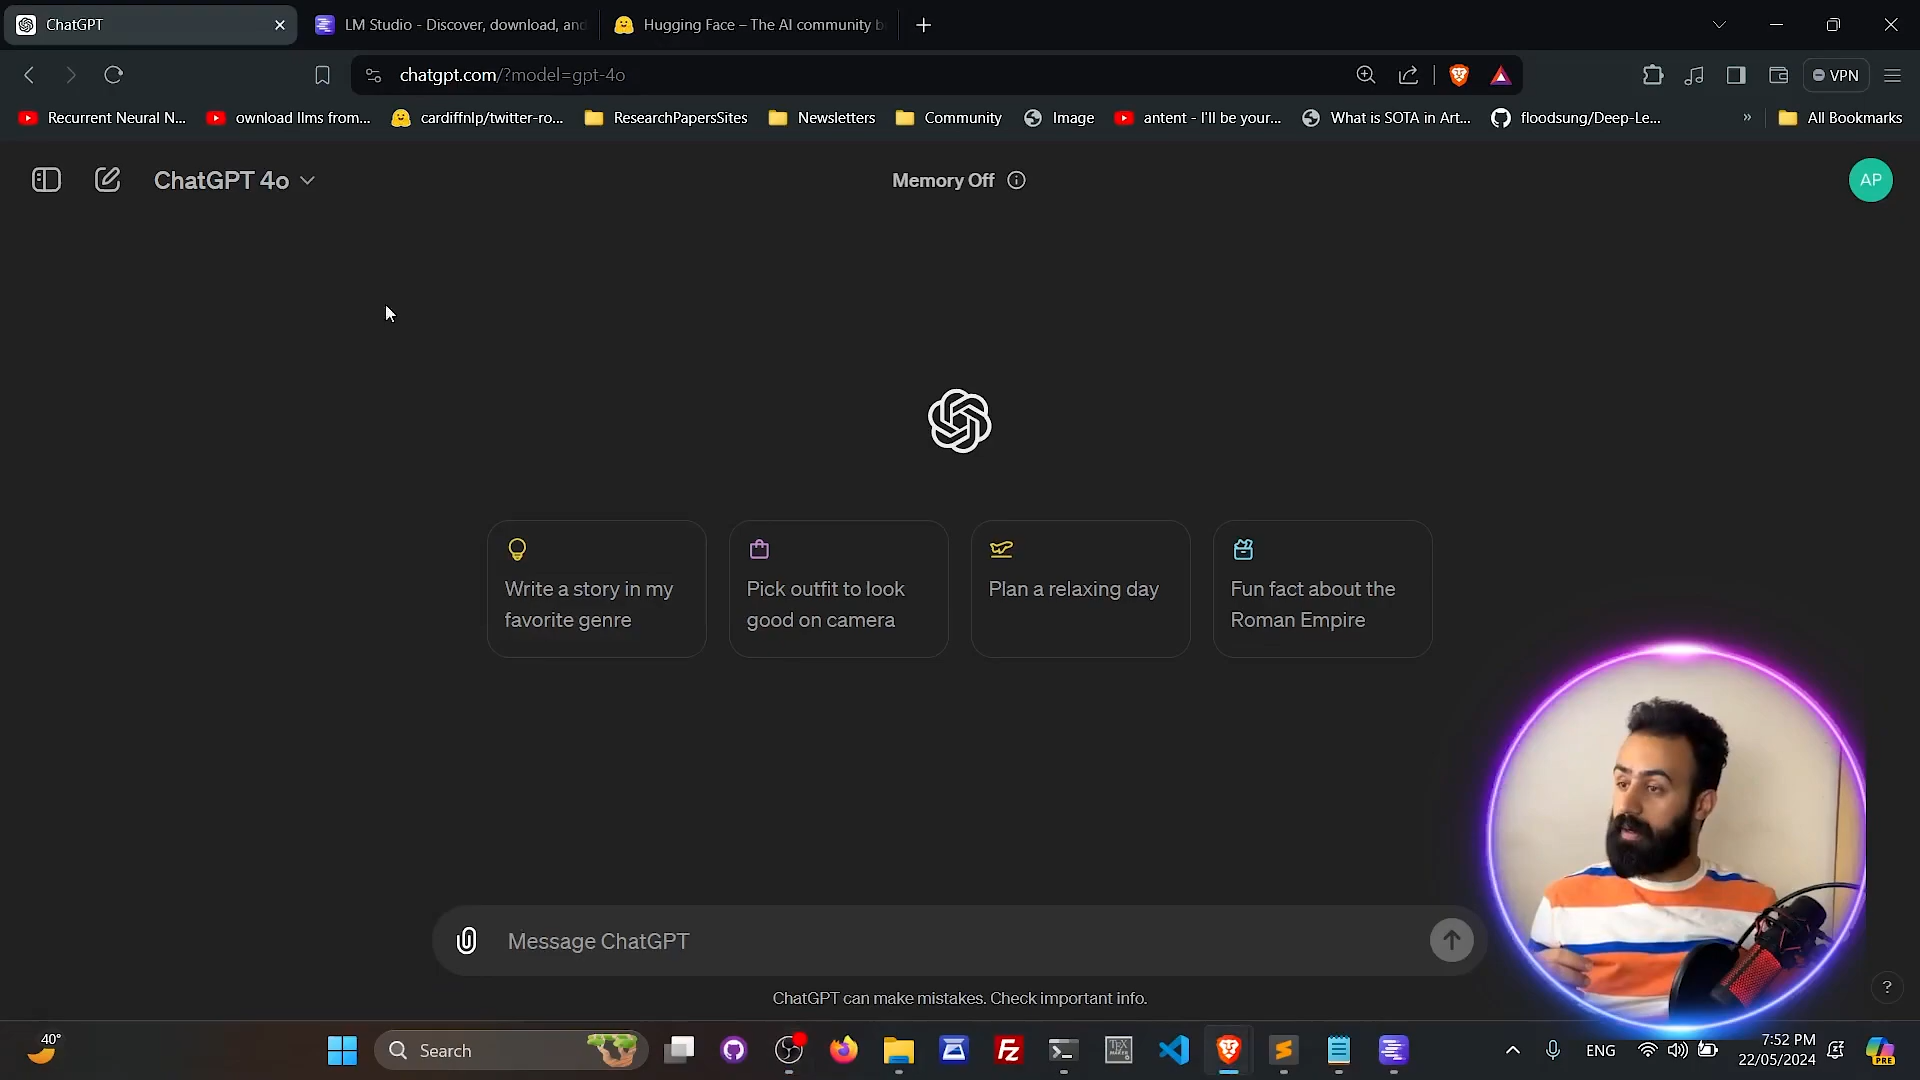 ChatGPT
LM Studio - Discover, download, and
Hugging Face – The AI community b
chatgpt.com/?model=gpt-4o
VPN
Recurrent Neural N...
ownload llms from...
cardiffnlp/twitter-ro...
ResearchPapersSites
Newsletters
Community
Image
antent - I'll be your...
What is SOTA in Art...
floodsung/Deep-Le...
»
All Bookmarks
ChatGPT 4o
Memory Off
AP
Write a story in my
favorite genre
Pick outfit to look
good on camera
Plan a relaxing day
Fun fact about the
Roman Empire
Message ChatGPT
ChatGPT can make mistakes. Check important info.
?
40°
Search
ENG
7:52 PM
22/05/2024
PRE